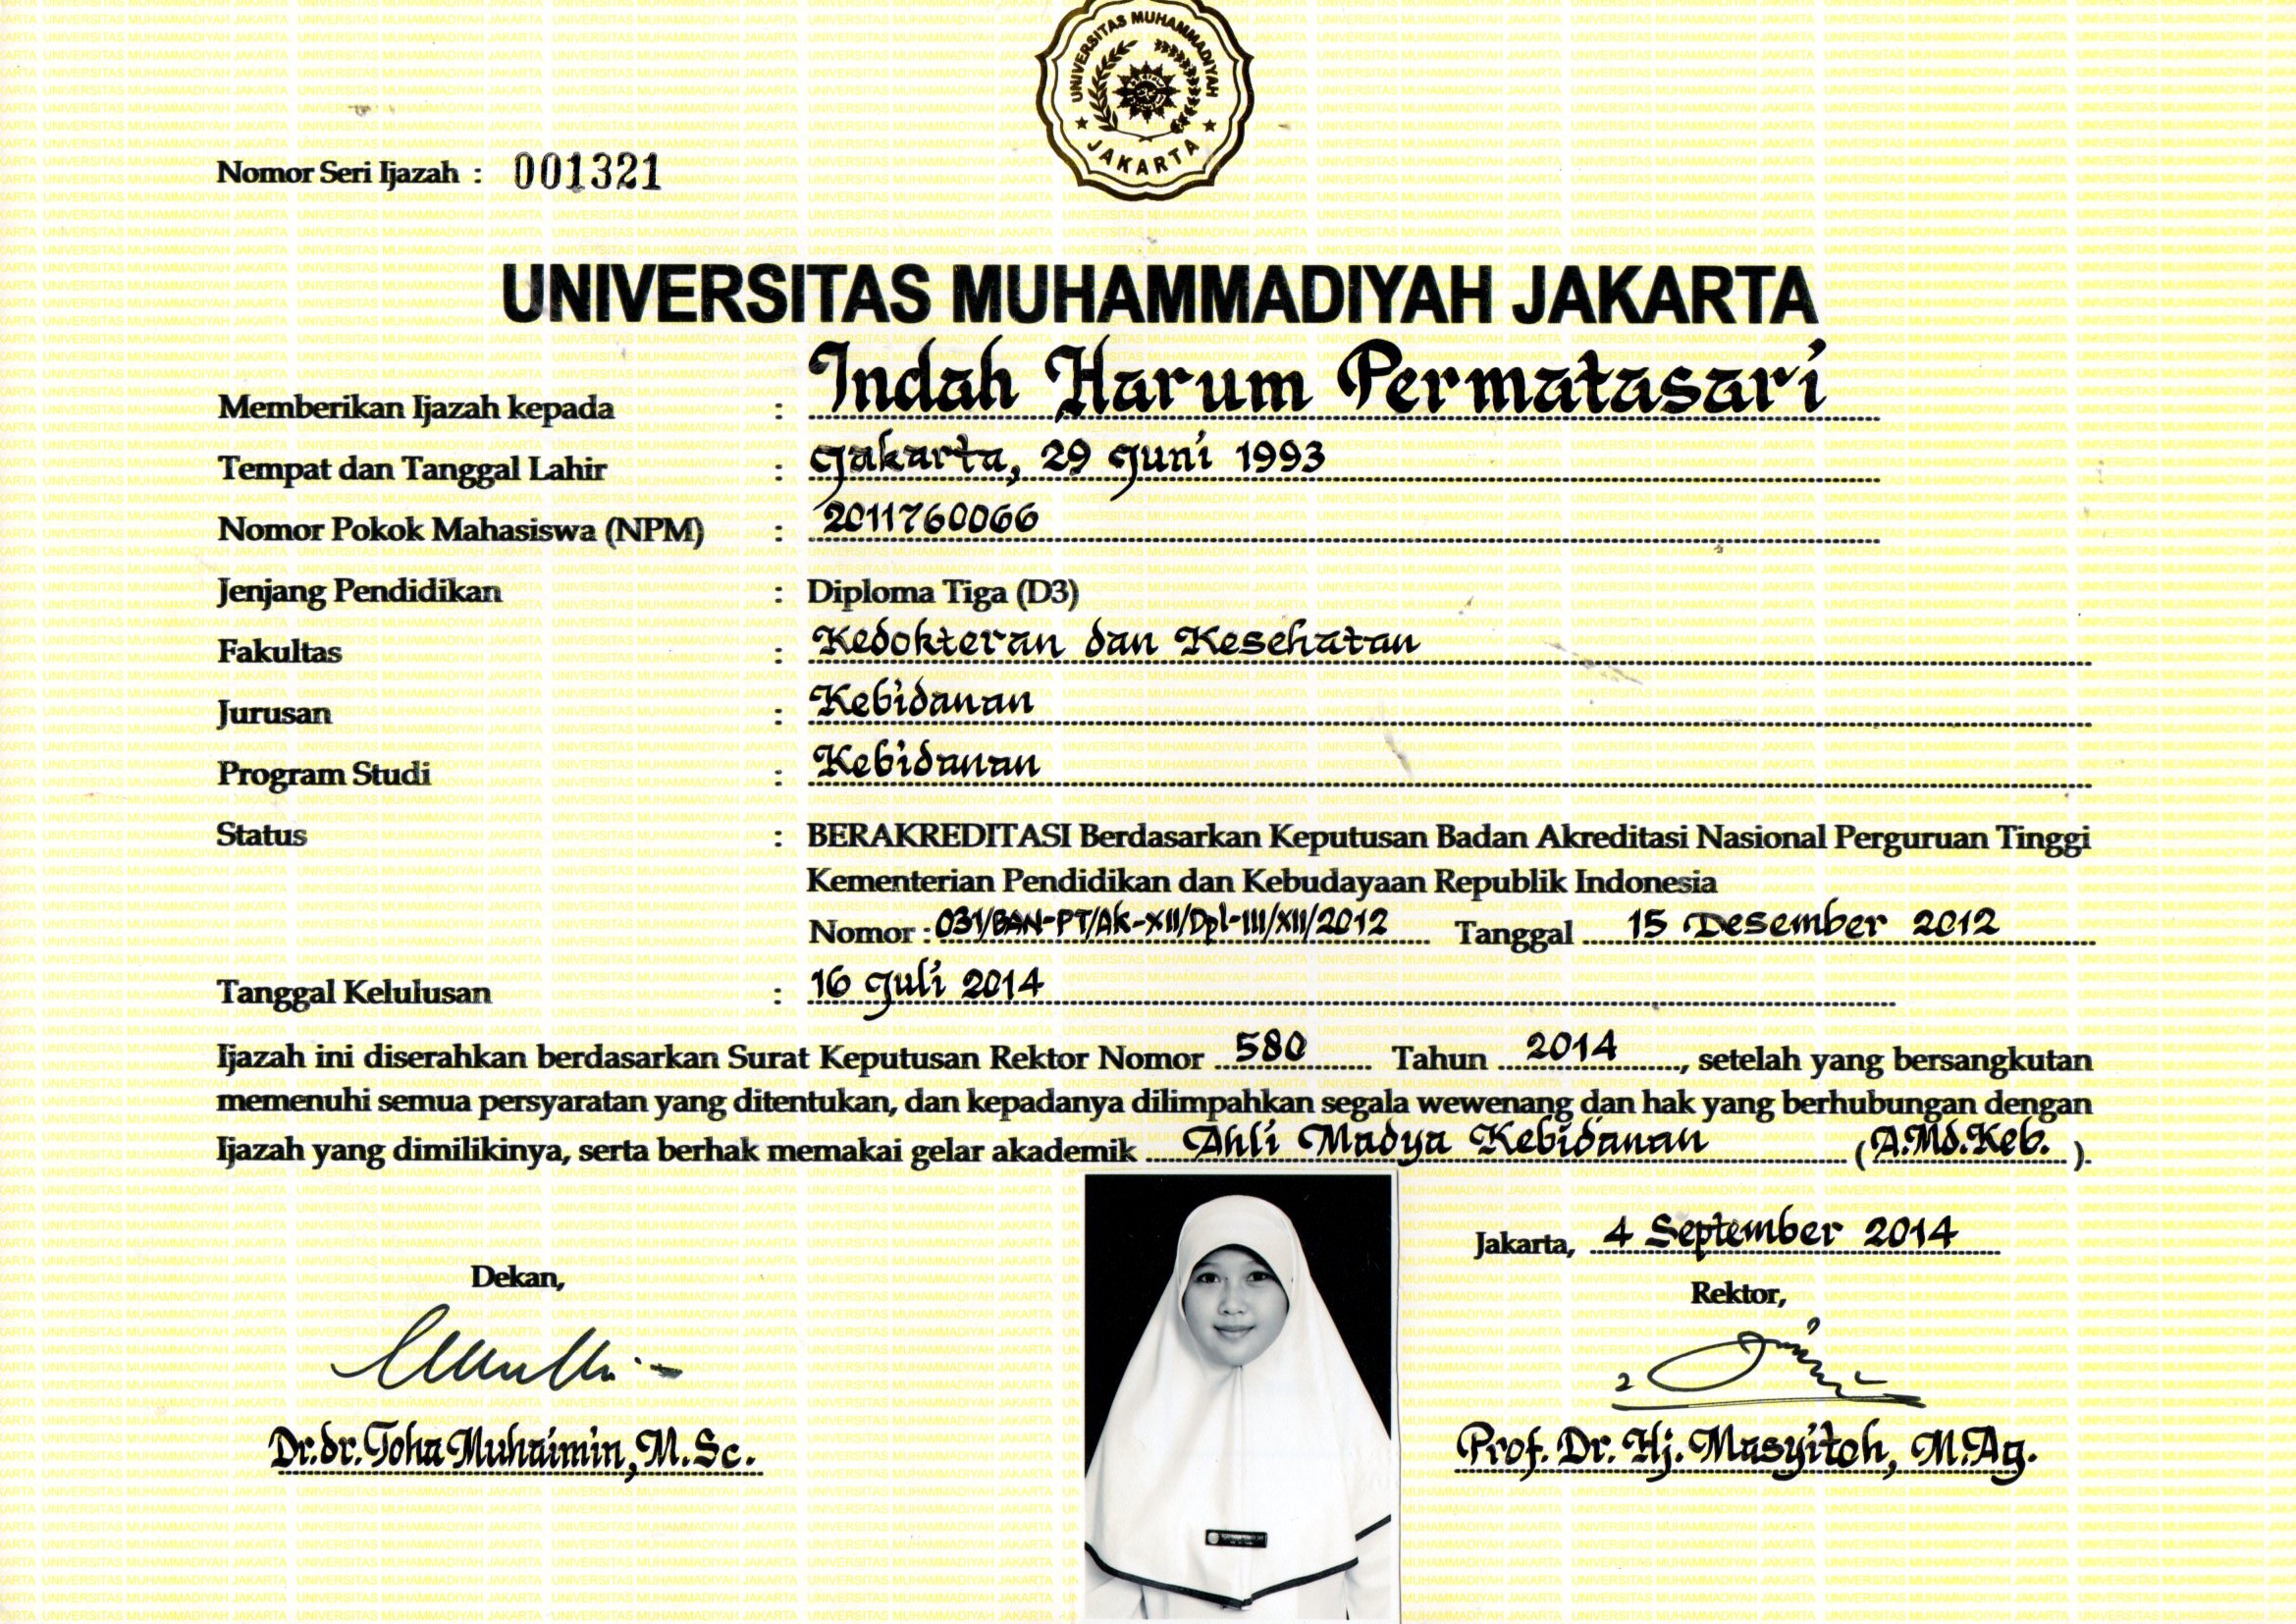 UNIVERSITAS MUHAMMADIYAH
JAKARTA
Nomor Seri Ijazah : 001321
UNIVERSITAS MUHAMMADIYAH JAKARTA
Memberikan Ijazah kepada : Indah Harum Permatasari
Tempat dan Tanggal Lahir : Jakarta, 29 Juni 1993
Nomor Pokok Mahasiswa (NPM) : 2011760066
Jenjang Pendidikan : Diploma Tiga (D3)
Fakultas : Kedokteran dan Kesehatan
Jurusan : Kebidanan
Program Studi : Kebidanan
Status : BERAKREDITASI Berdasarkan Keputusan Badan Akreditasi Nasional Perguruan Tinggi
Kementerian Pendidikan dan Kebudayaan Republik Indonesia
Nomor : 031/BAN-PT/Ak-XII/Dpl-III/XII/2012 Tanggal 15 Desember 2012
Tanggal Kelulusan : 16 Juli 2014
Ijazah ini diserahkan berdasarkan Surat Keputusan Rektor Nomor 580 Tahun 2014, setelah yang bersangkutan
memenuhi semua persyaratan yang ditentukan, dan kepadanya dilimpahkan segala wewenang dan hak yang berhubungan dengan
Ijazah yang dimilikinya, serta berhak memakai gelar akademik Ahli Madya Kebidanan (A.Md.Keb.).
Jakarta, 4 September 2014
Dekan,
Rektor,
Dr.dr.Toha Muhaimin, M.Sc.
Prof. Dr. Hj. Masyitoh, M.Ag.